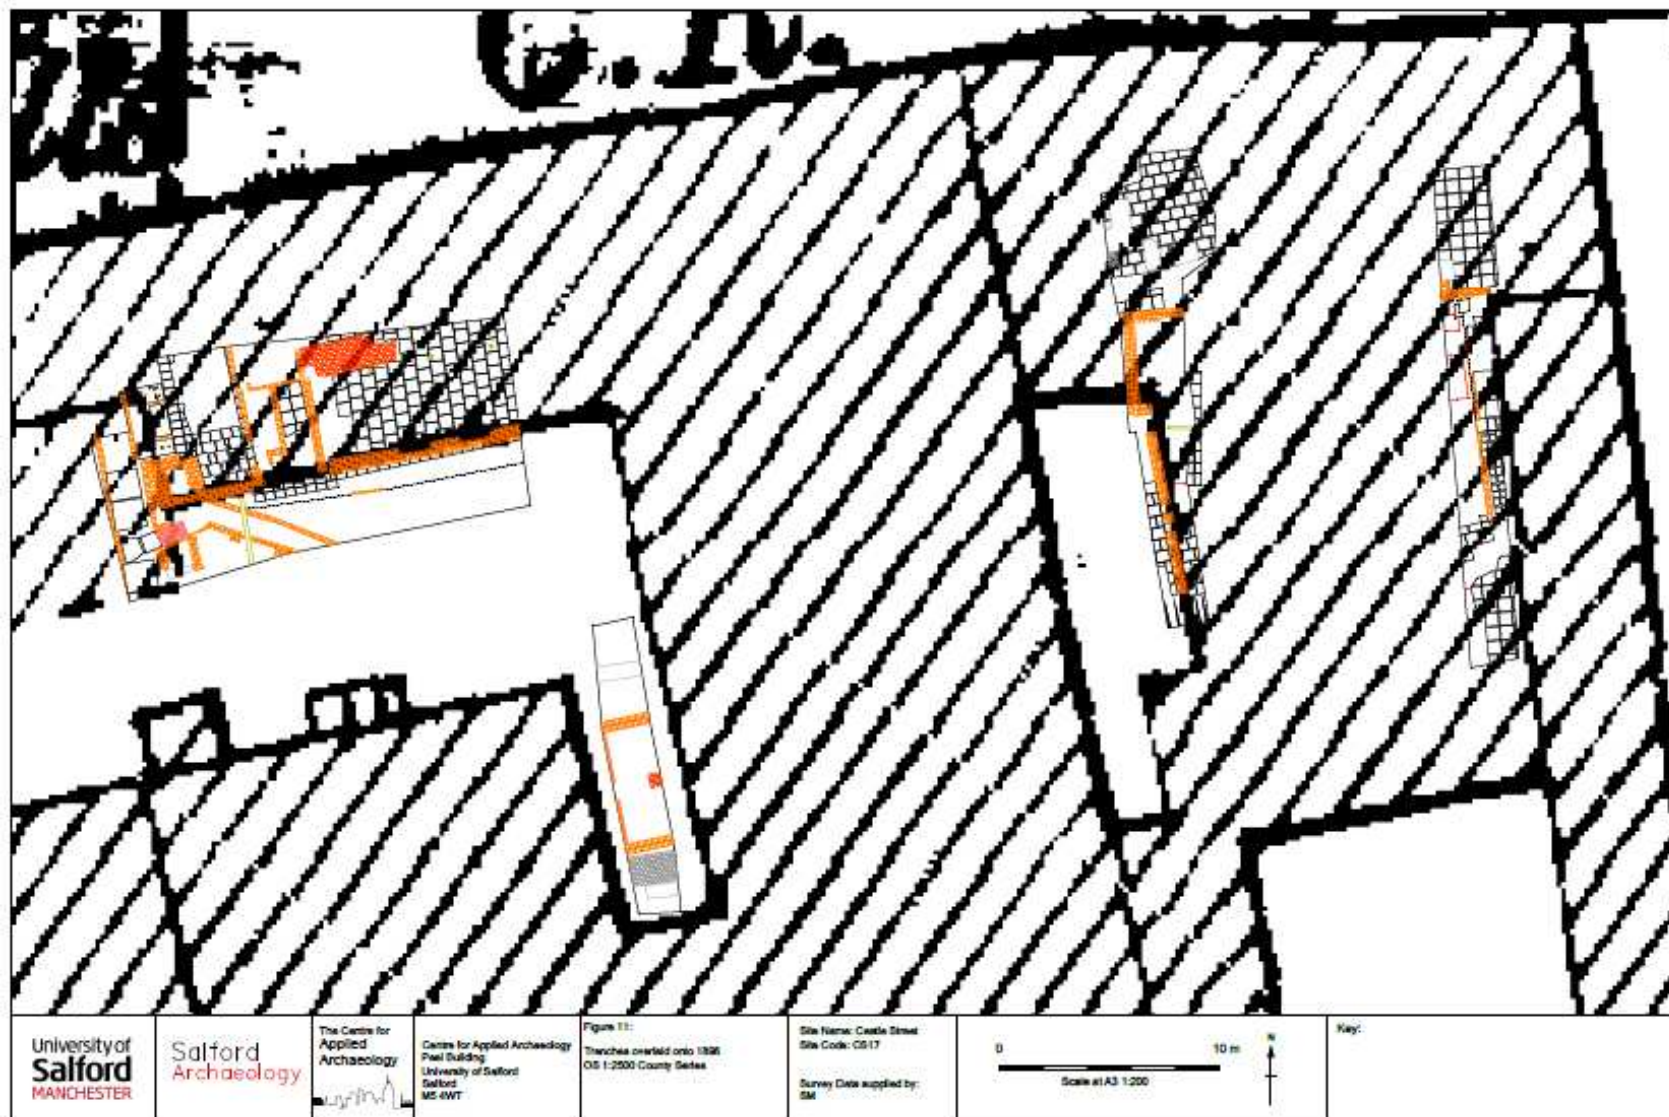 C.R.
University of
Salford
MANCHESTER
Salford
Archaeology
The Centre for
Applied
Archaeology
Centre for Applied Archaeology
Peel Building
University of Salford
Salford
M5 4WT
Figure 11:
Trenches overlaid onto
OS 1:2500 County Series
Site Name: Castle Street
Site Code: CS17
Survey Data supplied by:
SM
0 10 m
Scale at A3 1:200
N
Key: